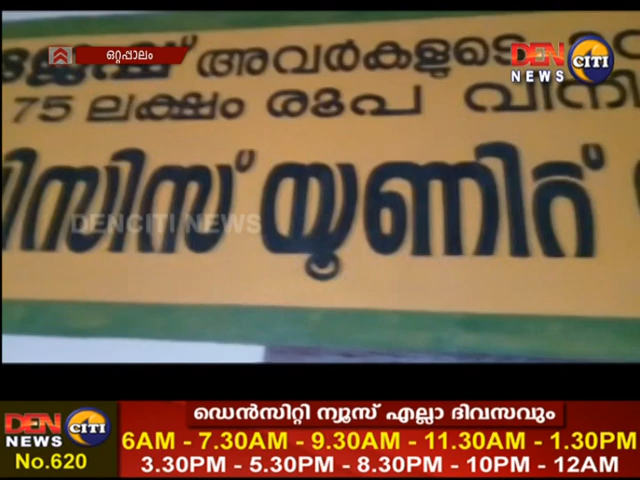 ഒറ്റപ്പാലം
അവർകളുടെ
DEN NEWS CITI
75 ലക്ഷം രൂപ വിനി
ിസിസ് യൂണിറ്റ്
DENCITI NEWS
DEN NEWS CITI
No.620
ഡെൻസിറ്റി ന്യൂസ് എല്ലാ ദിവസവും
6AM - 7.30AM - 9.30AM - 11.30AM - 1.30PM
3.30PM - 5.30PM - 8.30PM - 10PM - 12AM